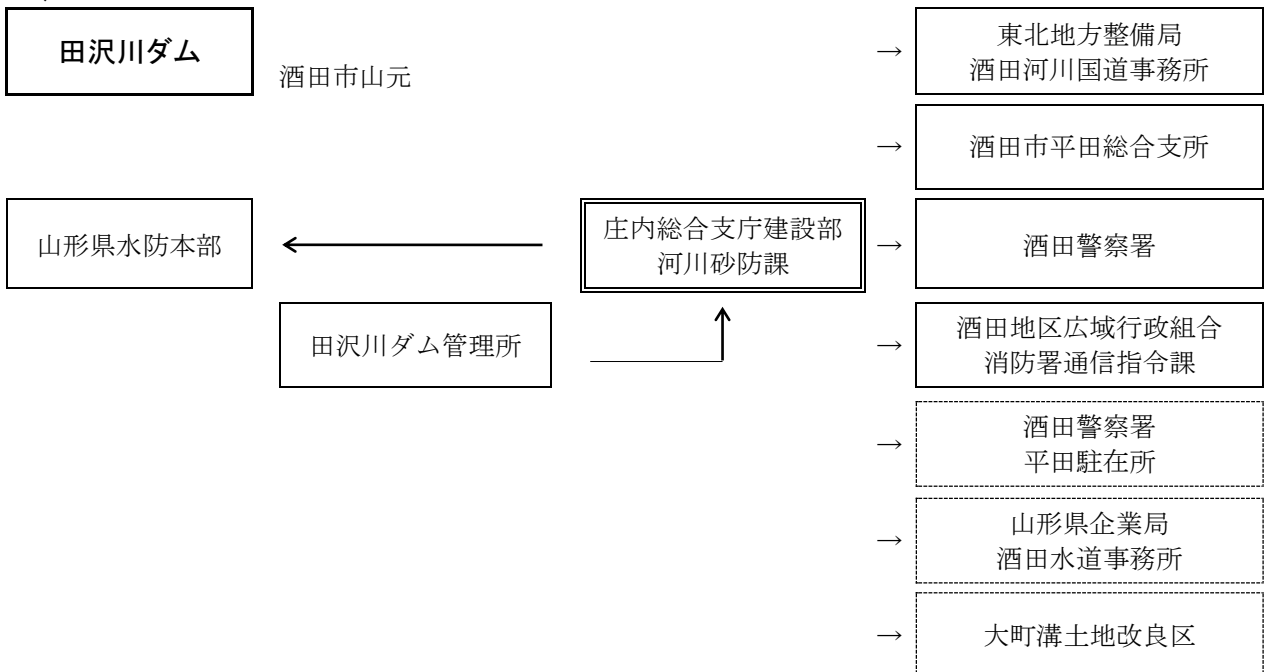 田沢川ダム
酒田市山元
→
東北地方整備局
酒田河川国道事務所
→
酒田市平田総合支所
山形県水防本部
庄内総合支庁建設部
河川砂防課
→
酒田警察署
田沢川ダム管理所
→
酒田地区広域行政組合
消防署通信指令課
→
酒田警察署
平田駐在所
→
山形県企業局
酒田水道事務所
→
大町溝土地改良区